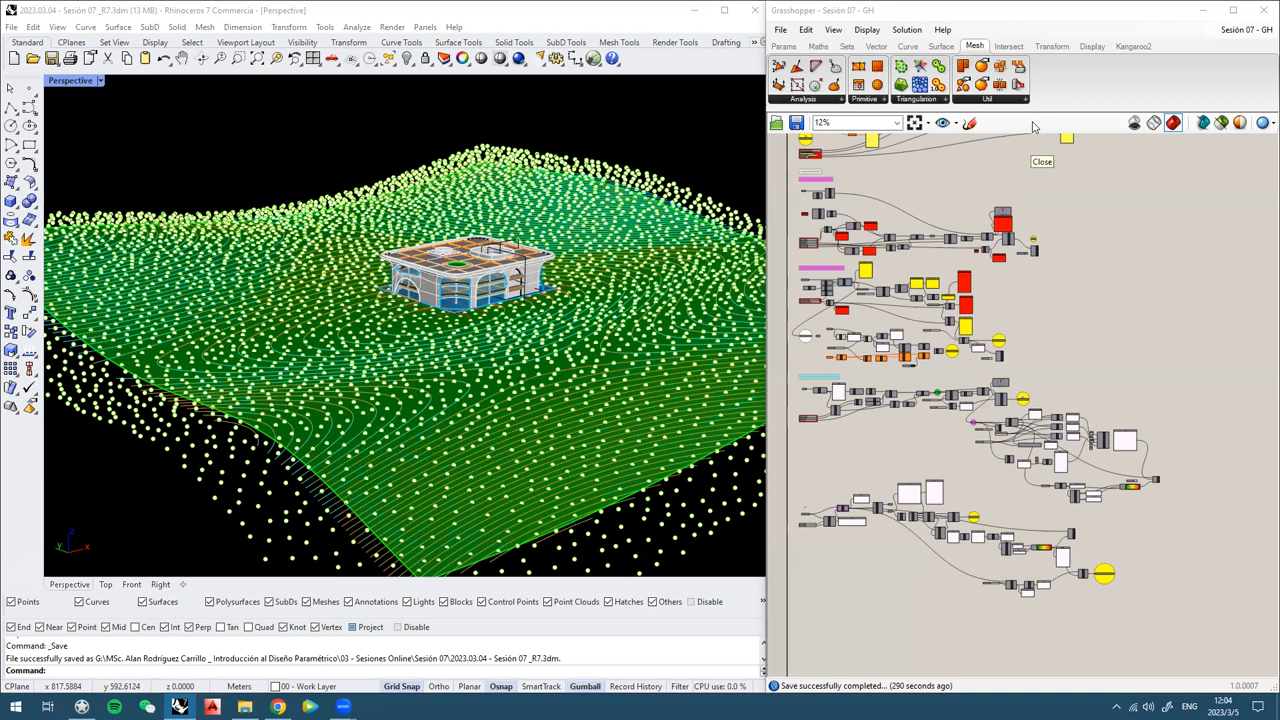 2023.03.04 - Sesión 07 _R7.3dm (13 MB) - Rhinoceros 7 Commercia - [Perspective]
File Edit View Curve Surface SubD Solid Mesh Dimension Transform Tools Analyze Render Panels Help
Standard CPlanes Set View Display Select Viewport Layout Visibility Transform Curve Tools Surface Tools Solid Tools SubD Tools Mesh Tools Render Tools Drafting
Perspective
z
y x
Perspective Top Front Right
Points Curves Surfaces Polysurfaces SubDs Meshes Annotations Lights Blocks Control Points Point Clouds Hatches Others Disable
End Near Point Mid Cen Int Perp Tan Quad Knot Vertex Project Disable
Command: _Save
File successfully saved as G:\MSc. Alan Rodríguez Carrillo _ Introducción al Diseño Paramétrico\03 - Sesiones Online\Sesión 07\2023.03.04 - Sesión 07 _R7.3dm.
Command:
CPlane x 817.5884 y 592.6124 z 0.0000 Meters 00 - Work Layer Grid Snap Ortho Planar Osnap SmartTrack Gumball Record History Filter CPU use: 0.0 %
Grasshopper - Sesión 07 - GH
File Edit View Display Solution Help Sesión 07 - GH
Params Maths Sets Vector Curve Surface Mesh Intersect Transform Display Kangaroo2
Analysis Primitive Triangulation Util
12%
Close
Save successfully completed... (290 seconds ago) 1.0.0007
ENG 12:04
2023/3/5